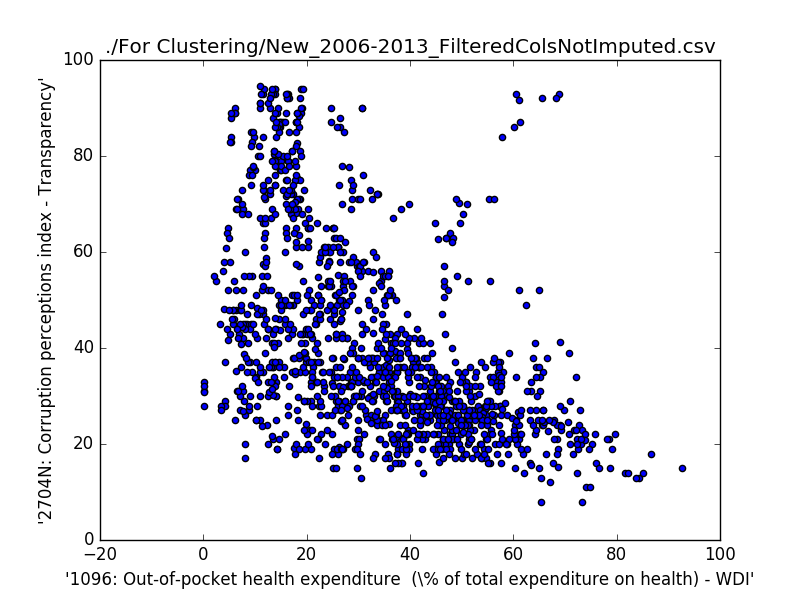 ./For Clustering/New_2006-2013_FilteredColsNotImputed.csv
'2704N: Corruption perceptions index - Transparency'
100
80
60
40
20
0
−20 0 20 40 60 80 100
'1096: Out-of-pocket health expenditure  (\% of total expenditure on health) - WDI'